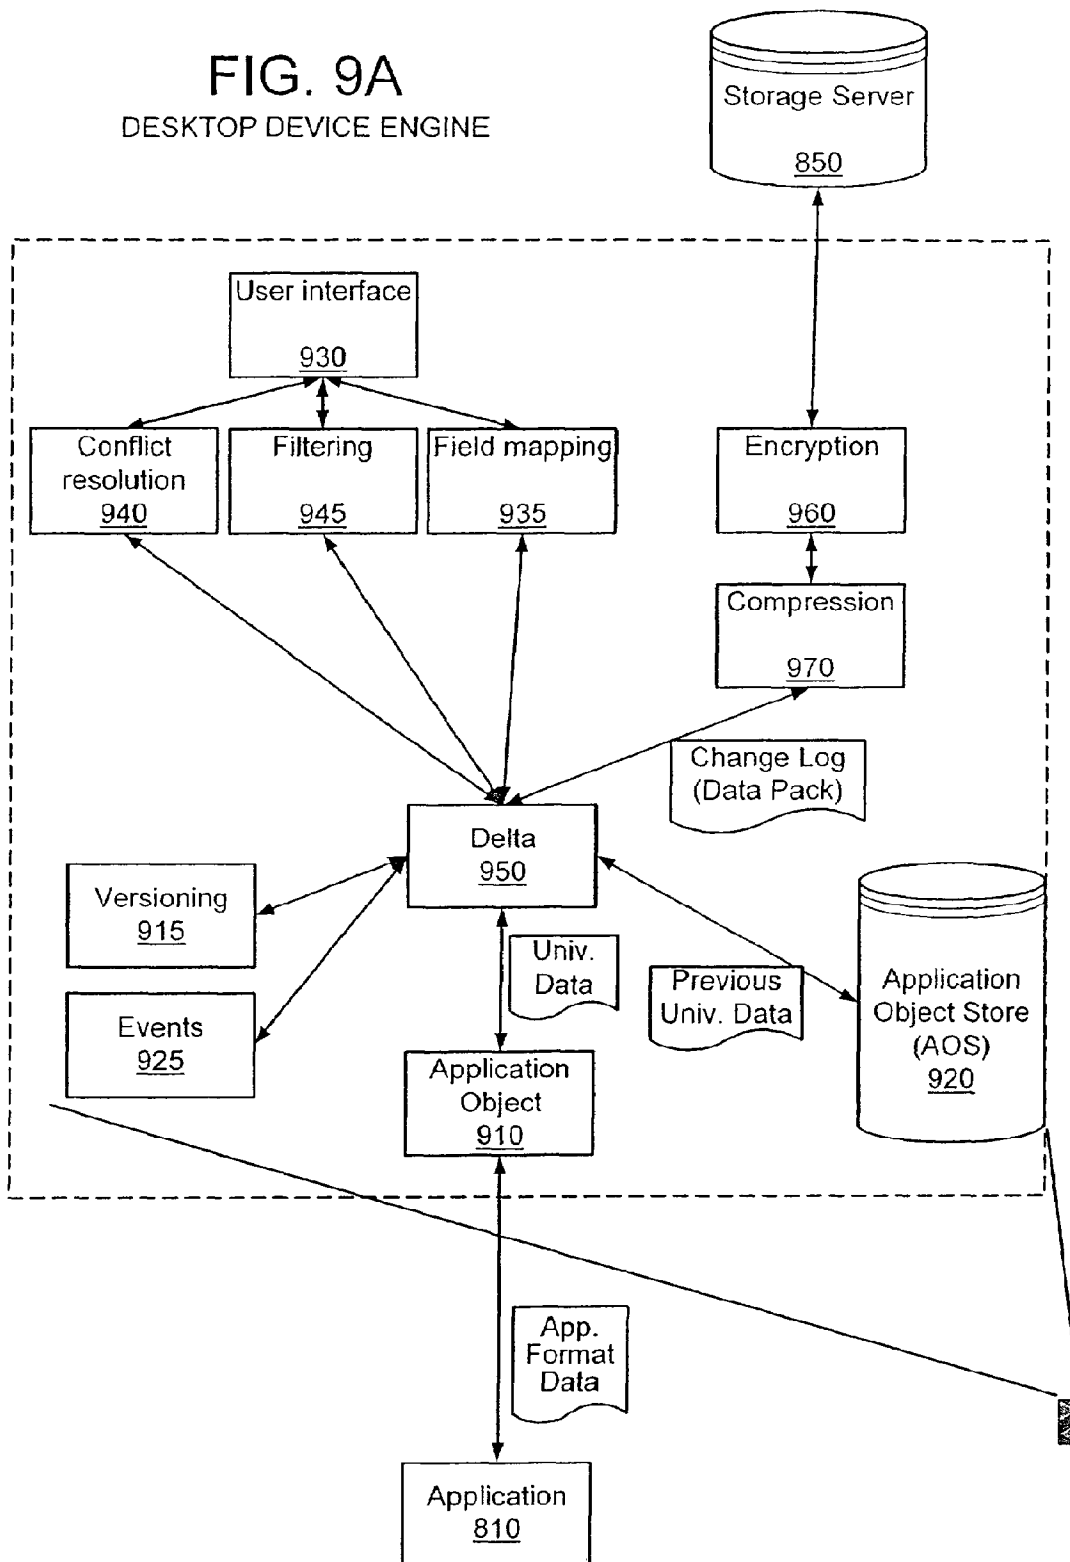 FIG. 9A
DESKTOP DEVICE ENGINE
Storage Server
850
User interface
930
Conflict
resolution
940
Filtering
945
Field mapping
935
Encryption
960
Compression
970
Change Log
(Data Pack)
Delta
950
Versioning
915
Events
925
Univ.
Data
Previous
Univ. Data
Application
Object Store
(AOS)
920
Application
Object
910
App.
Format
Data
Application
810